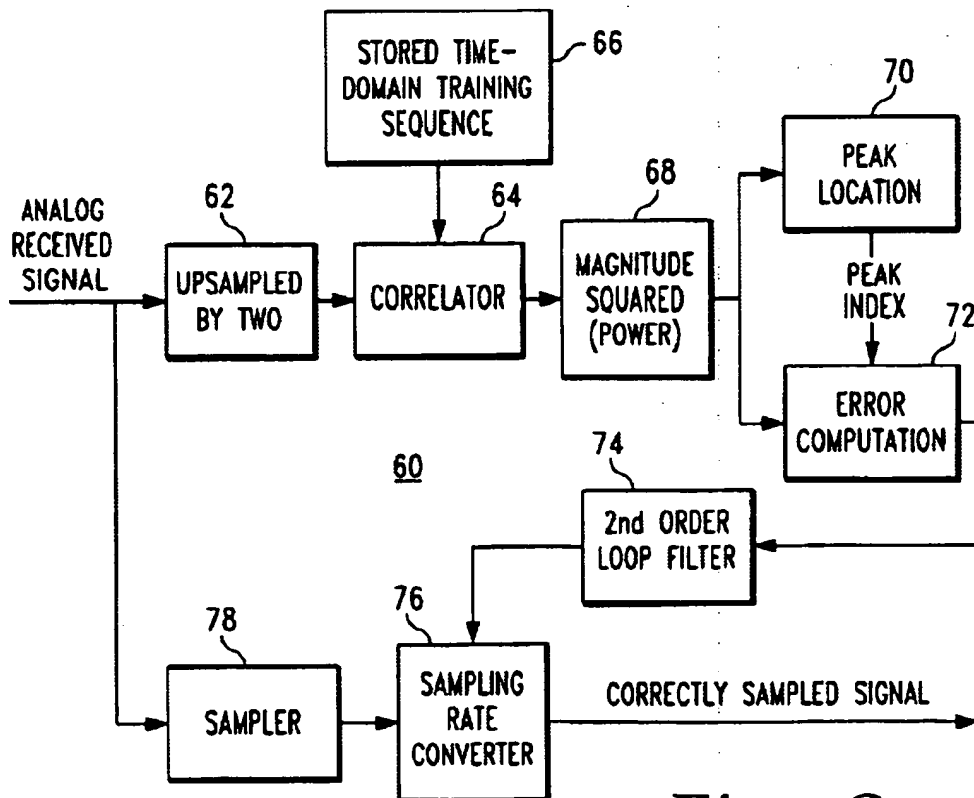 STORED TIME-
DOMAIN TRAINING
SEQUENCE
66
70
PEAK
LOCATION
ANALOG
RECEIVED
SIGNAL
62
UPSAMPLED
BY TWO
64
CORRELATOR
68
MAGNITUDE
SQUARED
(POWER)
PEAK
INDEX
72
ERROR
COMPUTATION
60
74
2nd ORDER
LOOP FILTER
78
SAMPLER
76
SAMPLING
RATE
CONVERTER
CORRECTLY SAMPLED SIGNAL